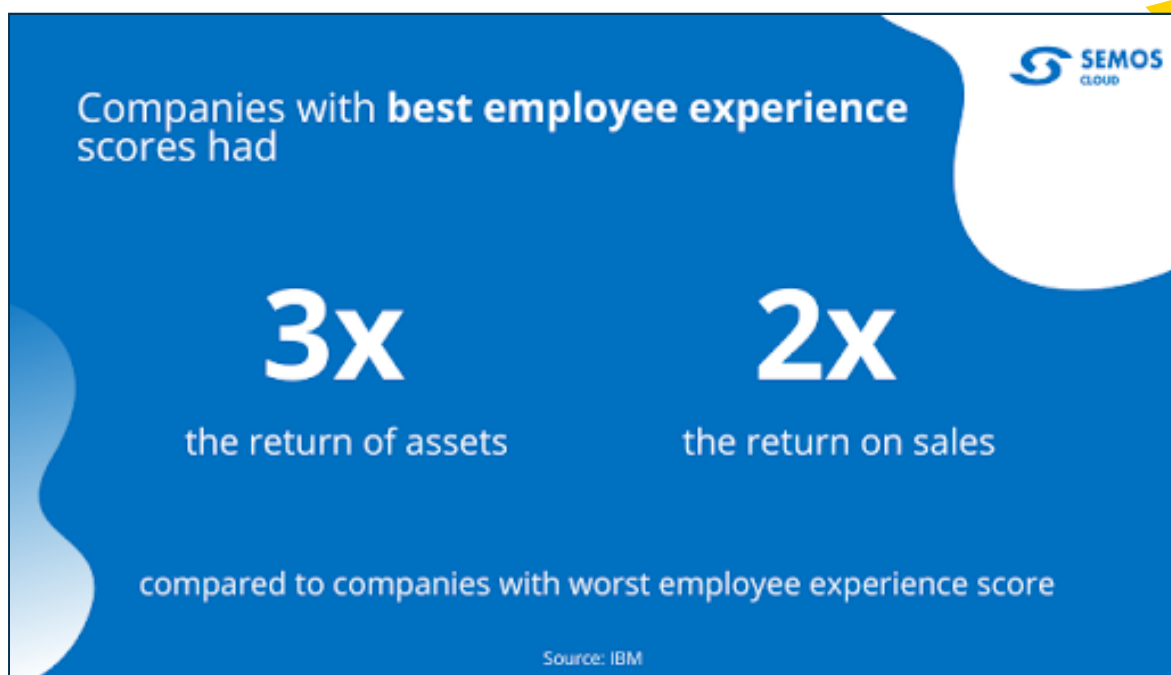 SEMOS
CLOUD
Companies with best employee experience
scores had
3x
2x
the return of assets
the return on sales
compared to companies with worst employee experience score
Source: IBM